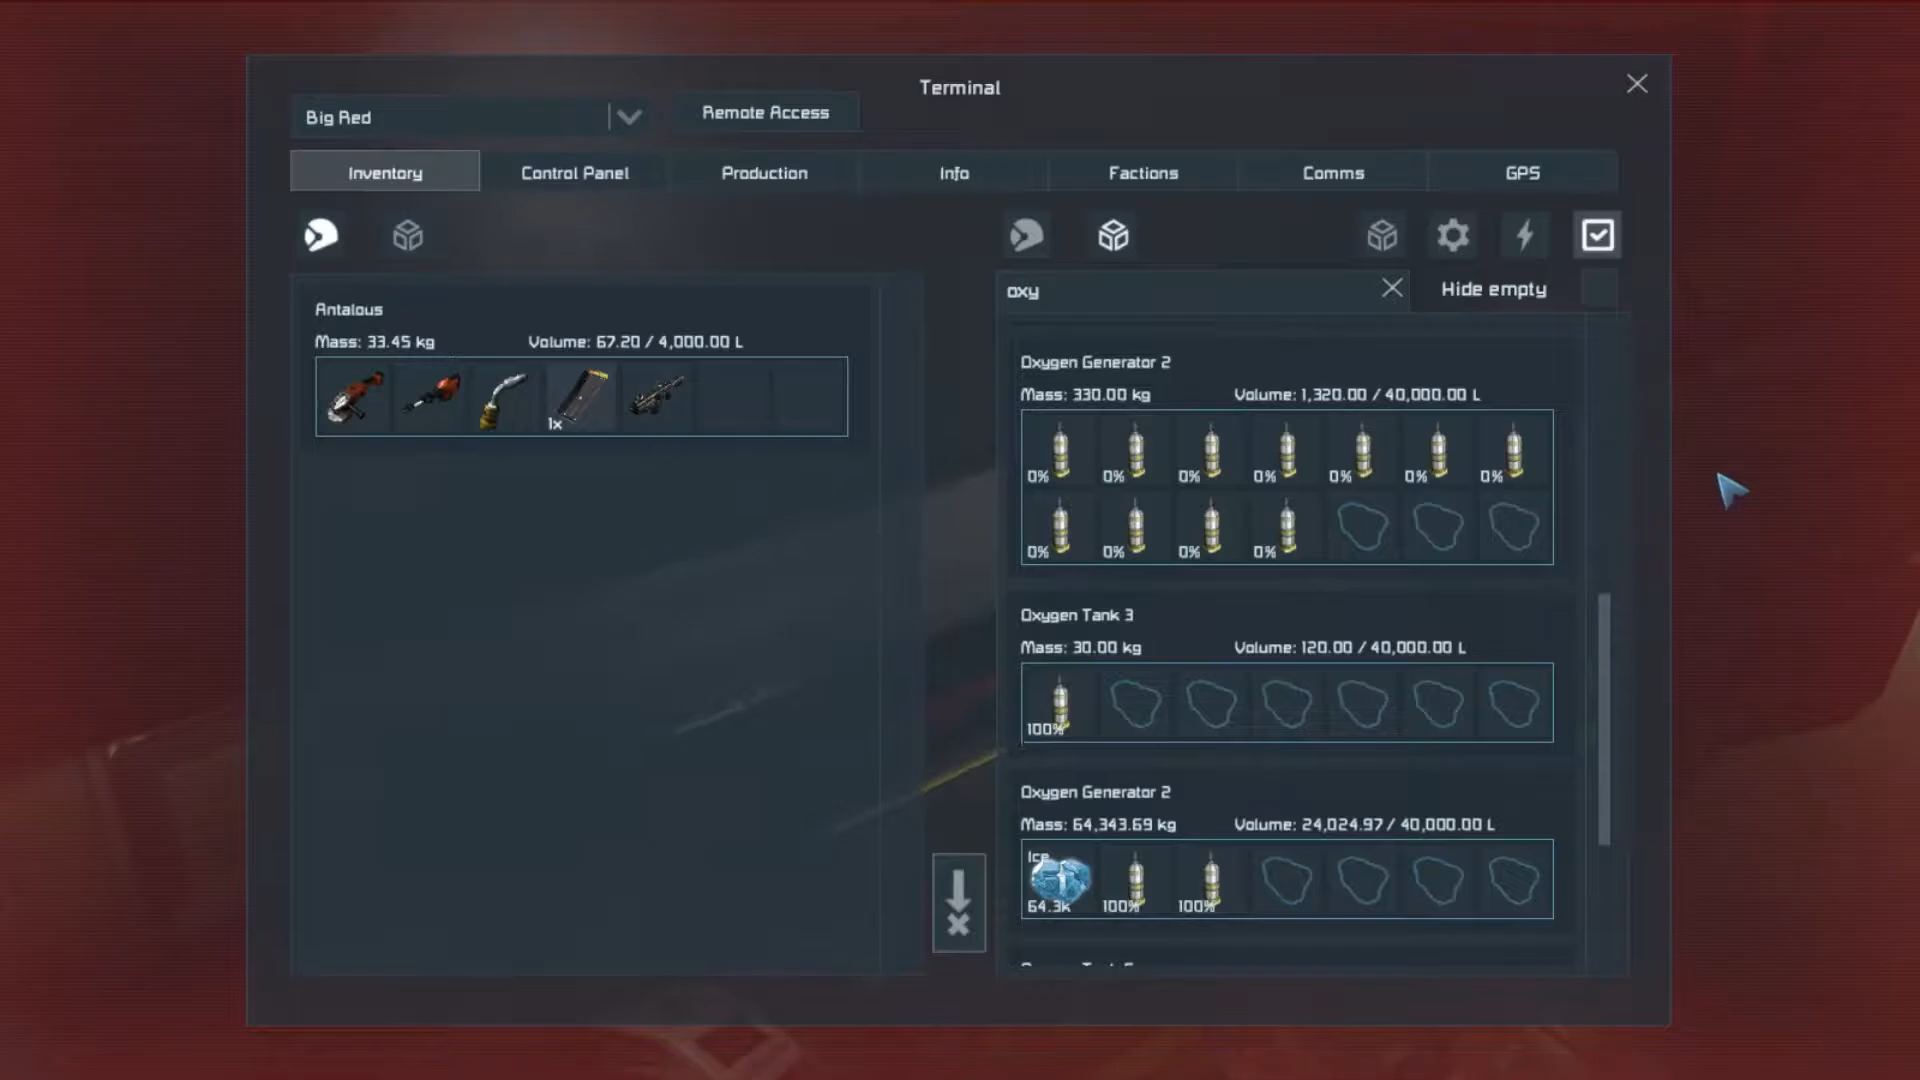 Terminal
Big Red
Remote Access
Inventory
Control Panel
Production
Info
Factions
Comms
GPS
oxy
Hide empty
Antalous
Mass: 33.45 kg
Volume: 67.20 / 4,000.00 L
1x
Oxygen Generator 2
Mass: 330.00 kg
Volume: 1,320.00 / 40,000.00 L
0% 0% 0% 0% 0% 0% 0%
0% 0% 0% 0%
Oxygen Tank 3
Mass: 30.00 kg
Volume: 120.00 / 40,000.00 L
100%
Oxygen Generator 2
Mass: 64,343.69 kg
Volume: 24,024.97 / 40,000.00 L
Ice
64.3k 100% 100%